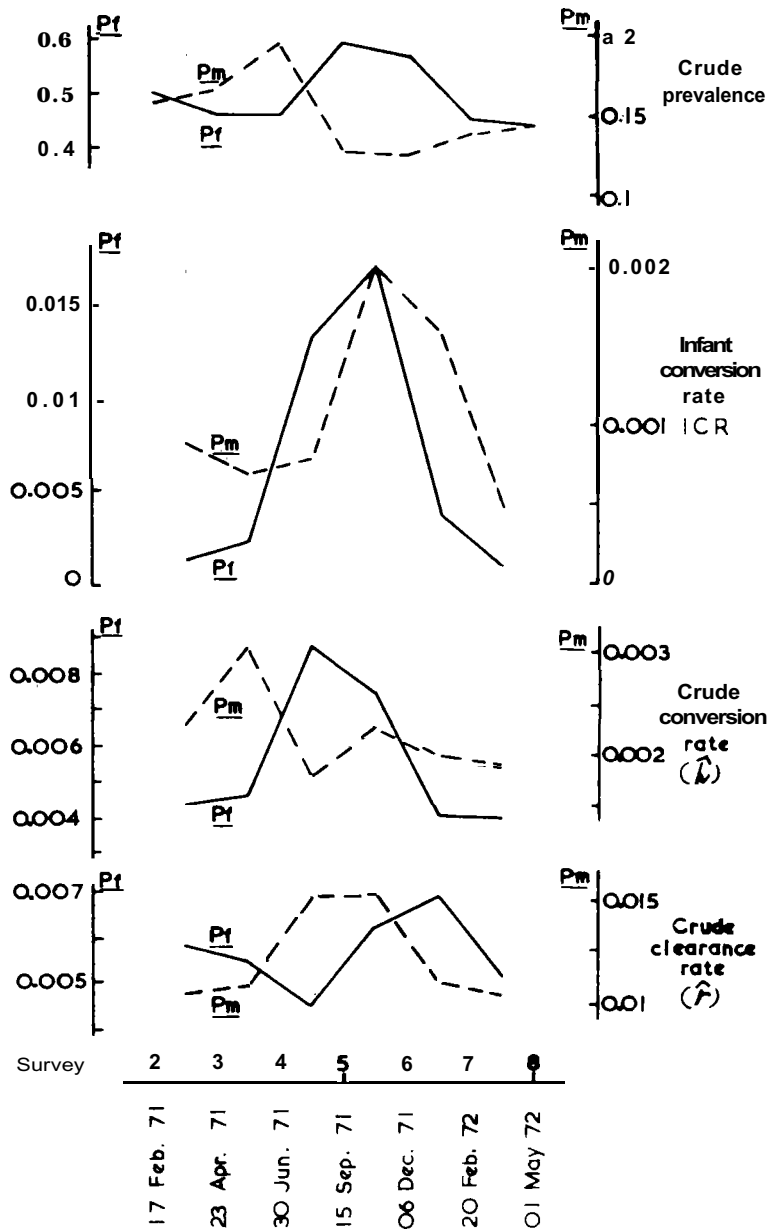 Pf
Pm
0.6
0.5
0.4
Pm
Pf
a 2
0.15
0.1
Crude
prevalence
Pf
Pm
0.015
0.01
0.005
0
Pm
Pf
0.002
0.001
0
Infant
conversion
rate
ICR
Pf
Pm
0.008
0.006
0.004
Pm
Pf
0.003
0.002
Crude
conversion
rate
(ĥ)
Pf
Pm
0.007
0.005
Pf
Pm
0.015
0.01
Crude
clearance
rate
(r̂)
Survey 2 3 4 5 6 7 8
17 Feb. 71
23 Apr. 71
30 Jun. 71
15 Sep. 71
06 Dec. 71
20 Feb. 72
01 May 72